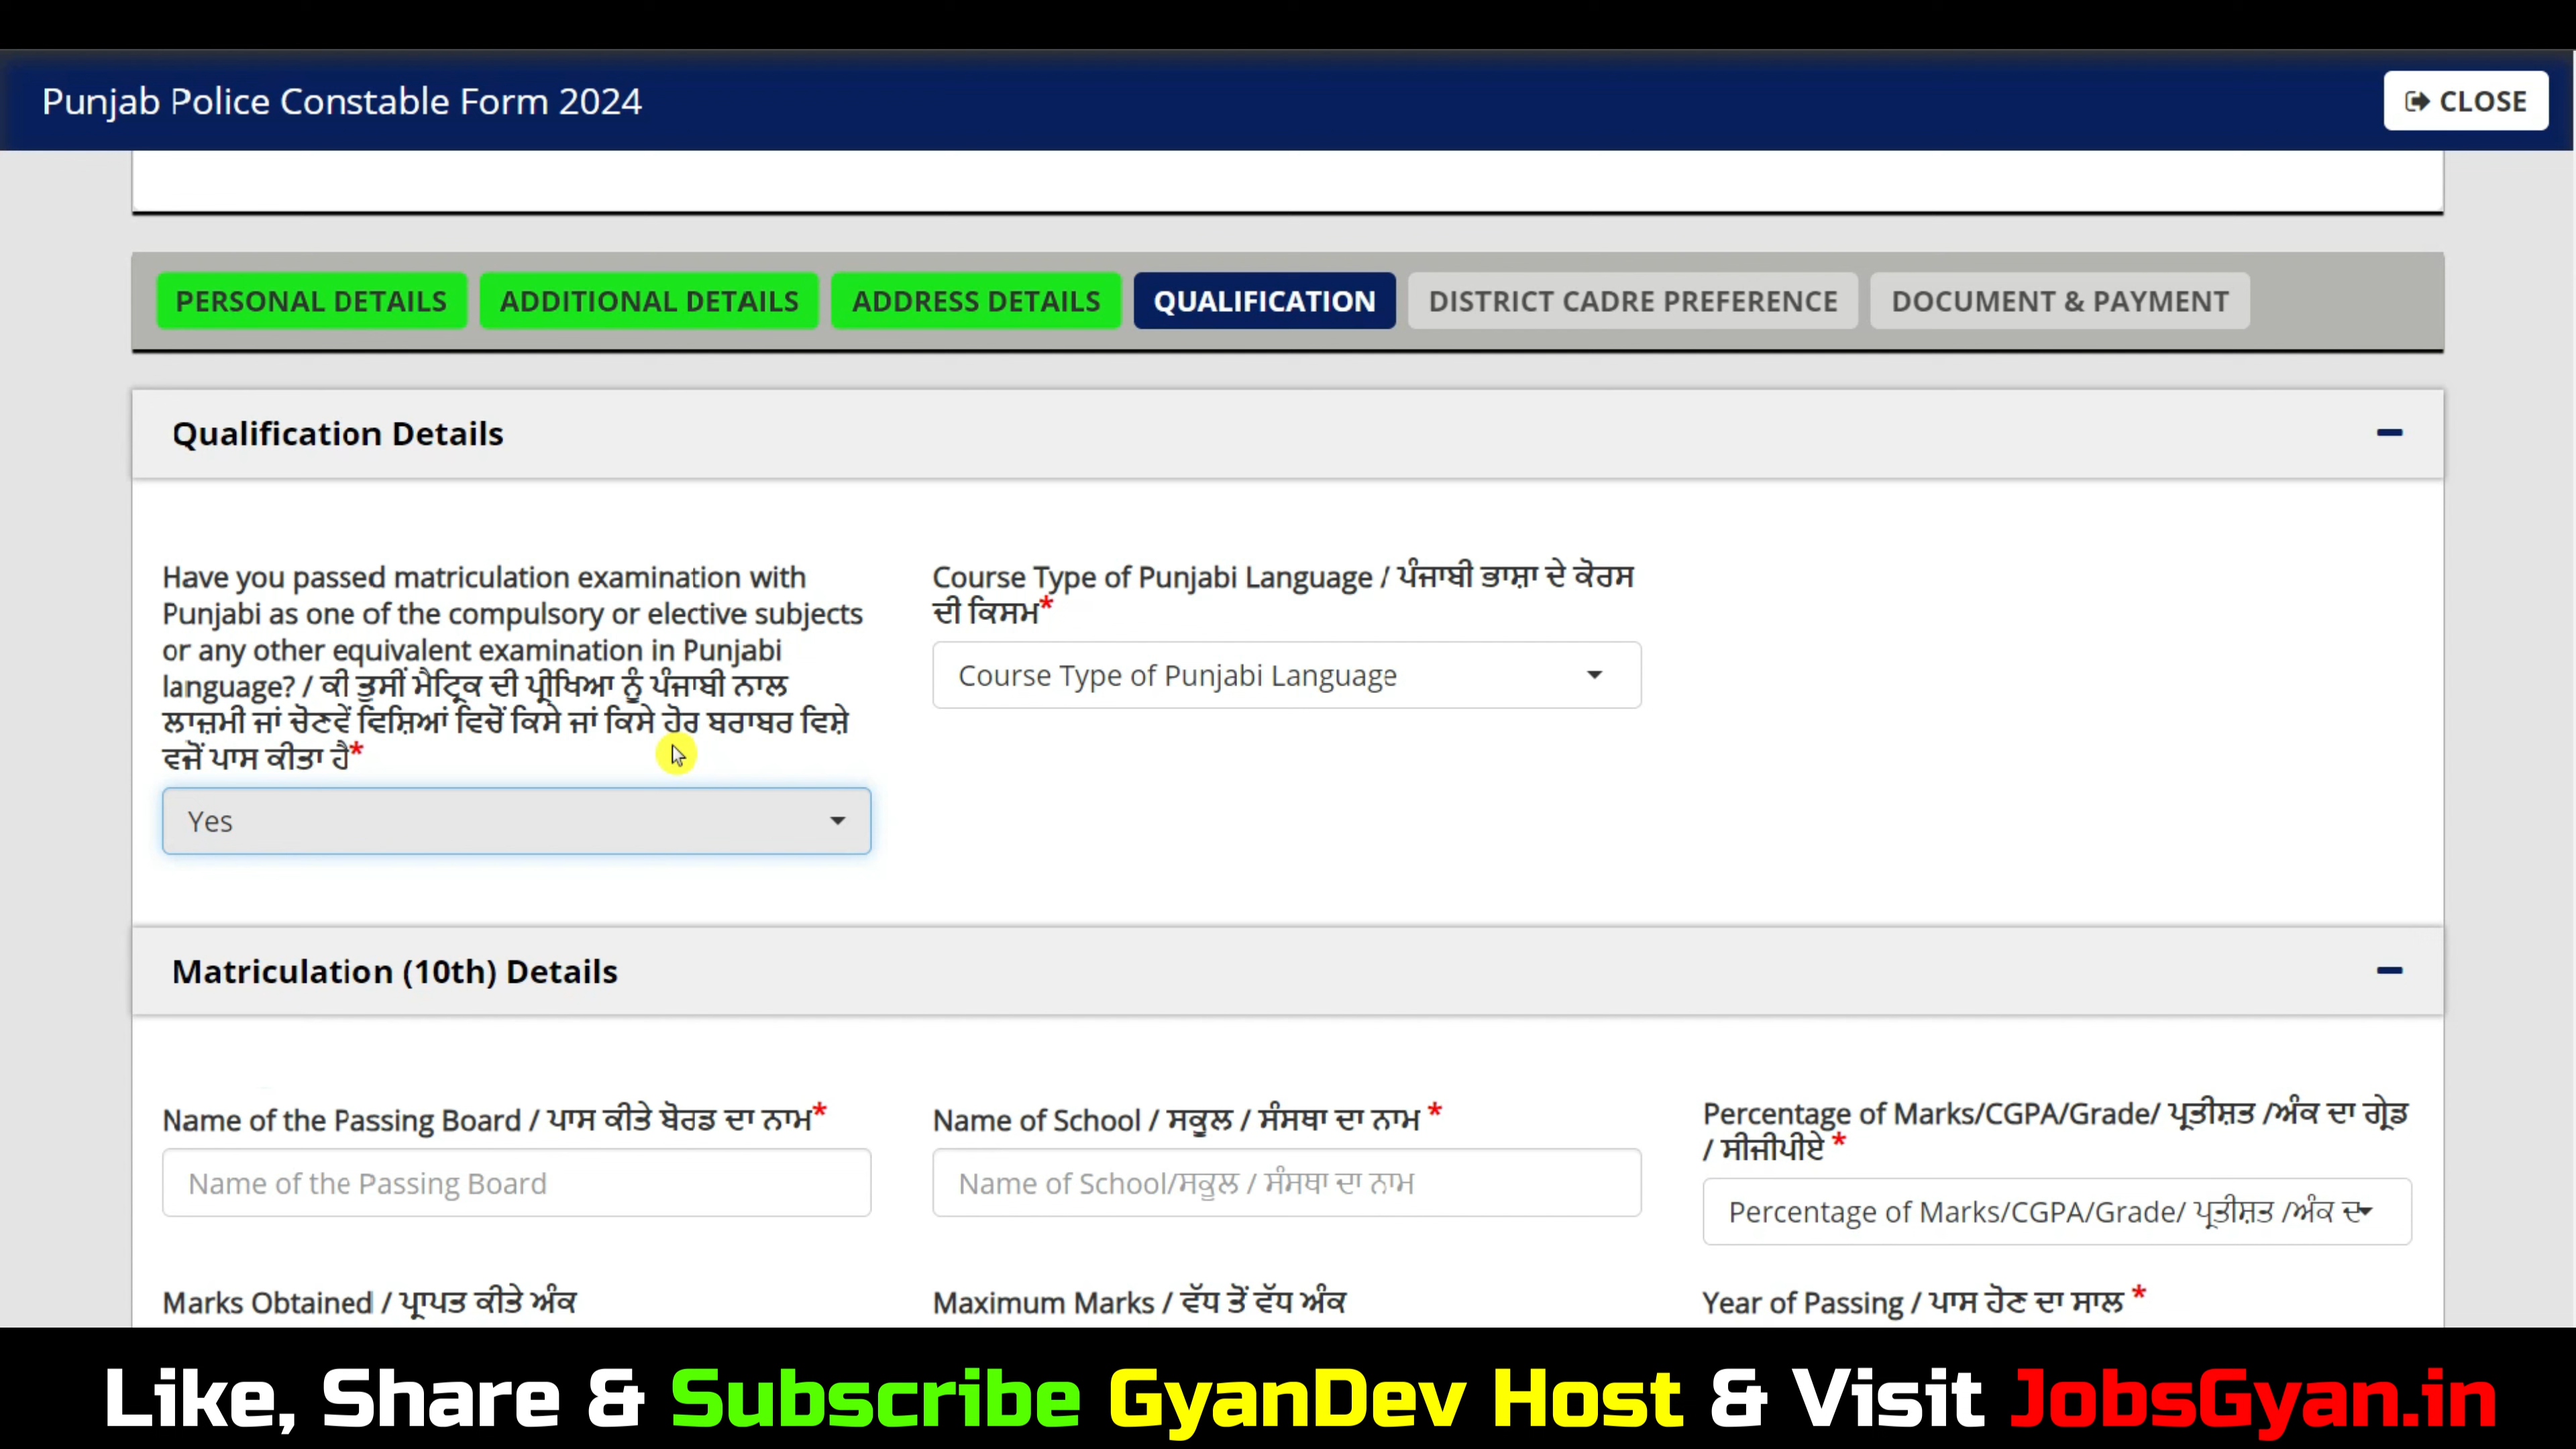 Punjab Police Constable Form 2024
CLOSE
PERSONAL DETAILS ADDITIONAL DETAILS ADDRESS DETAILS QUALIFICATION DISTRICT CADRE PREFERENCE DOCUMENT & PAYMENT
Qualification Details
Have you passed matriculation examination with
Punjabi as one of the compulsory or elective subjects
or any other equivalent examination in Punjabi
language? / ਕੀ ਤੁਸੀਂ ਮੈਟ੍ਰਿਕ ਦੀ ਪ੍ਰੀਖਿਆ ਨੂੰ ਪੰਜਾਬੀ ਨਾਲ
ਲਾਜ਼ਮੀ ਜਾਂ ਚੋਣਵੇਂ ਵਿਸ਼ਿਆਂ ਵਿਚੋਂ ਕਿਸੇ ਜਾਂ ਕਿਸੇ ਹੋਰ ਬਰਾਬਰ ਵਿਸ਼ੇ
ਵਜੋਂ ਪਾਸ ਕੀਤਾ ਹੈ*
Yes
Course Type of Punjabi Language / ਪੰਜਾਬੀ ਭਾਸ਼ਾ ਦੇ ਕੋਰਸ
ਦੀ ਕਿਸਮ*
Course Type of Punjabi Language
Matriculation (10th) Details
Name of the Passing Board / ਪਾਸ ਕੀਤੇ ਬੋਰਡ ਦਾ ਨਾਮ*
Name of the Passing Board
Name of School / ਸਕੂਲ / ਸੰਸਥਾ ਦਾ ਨਾਮ *
Name of School/ਸਕੂਲ / ਸੰਸਥਾ ਦਾ ਨਾਮ
Percentage of Marks/CGPA/Grade/ ਪ੍ਰਤੀਸ਼ਤ /ਅੰਕ ਦਾ ਗ੍ਰੇਡ
/ ਸੀਜੀਪੀਏ *
Percentage of Marks/CGPA/Grade/ ਪ੍ਰਤੀਸ਼ਤ /ਅੰਕ ਦ
Marks Obtained / ਪ੍ਰਾਪਤ ਕੀਤੇ ਅੰਕ
Maximum Marks / ਵੱਧ ਤੋਂ ਵੱਧ ਅੰਕ
Year of Passing / ਪਾਸ ਹੋਣ ਦਾ ਸਾਲ *
Like, Share & Subscribe GyanDev Host & Visit JobsGyan.in